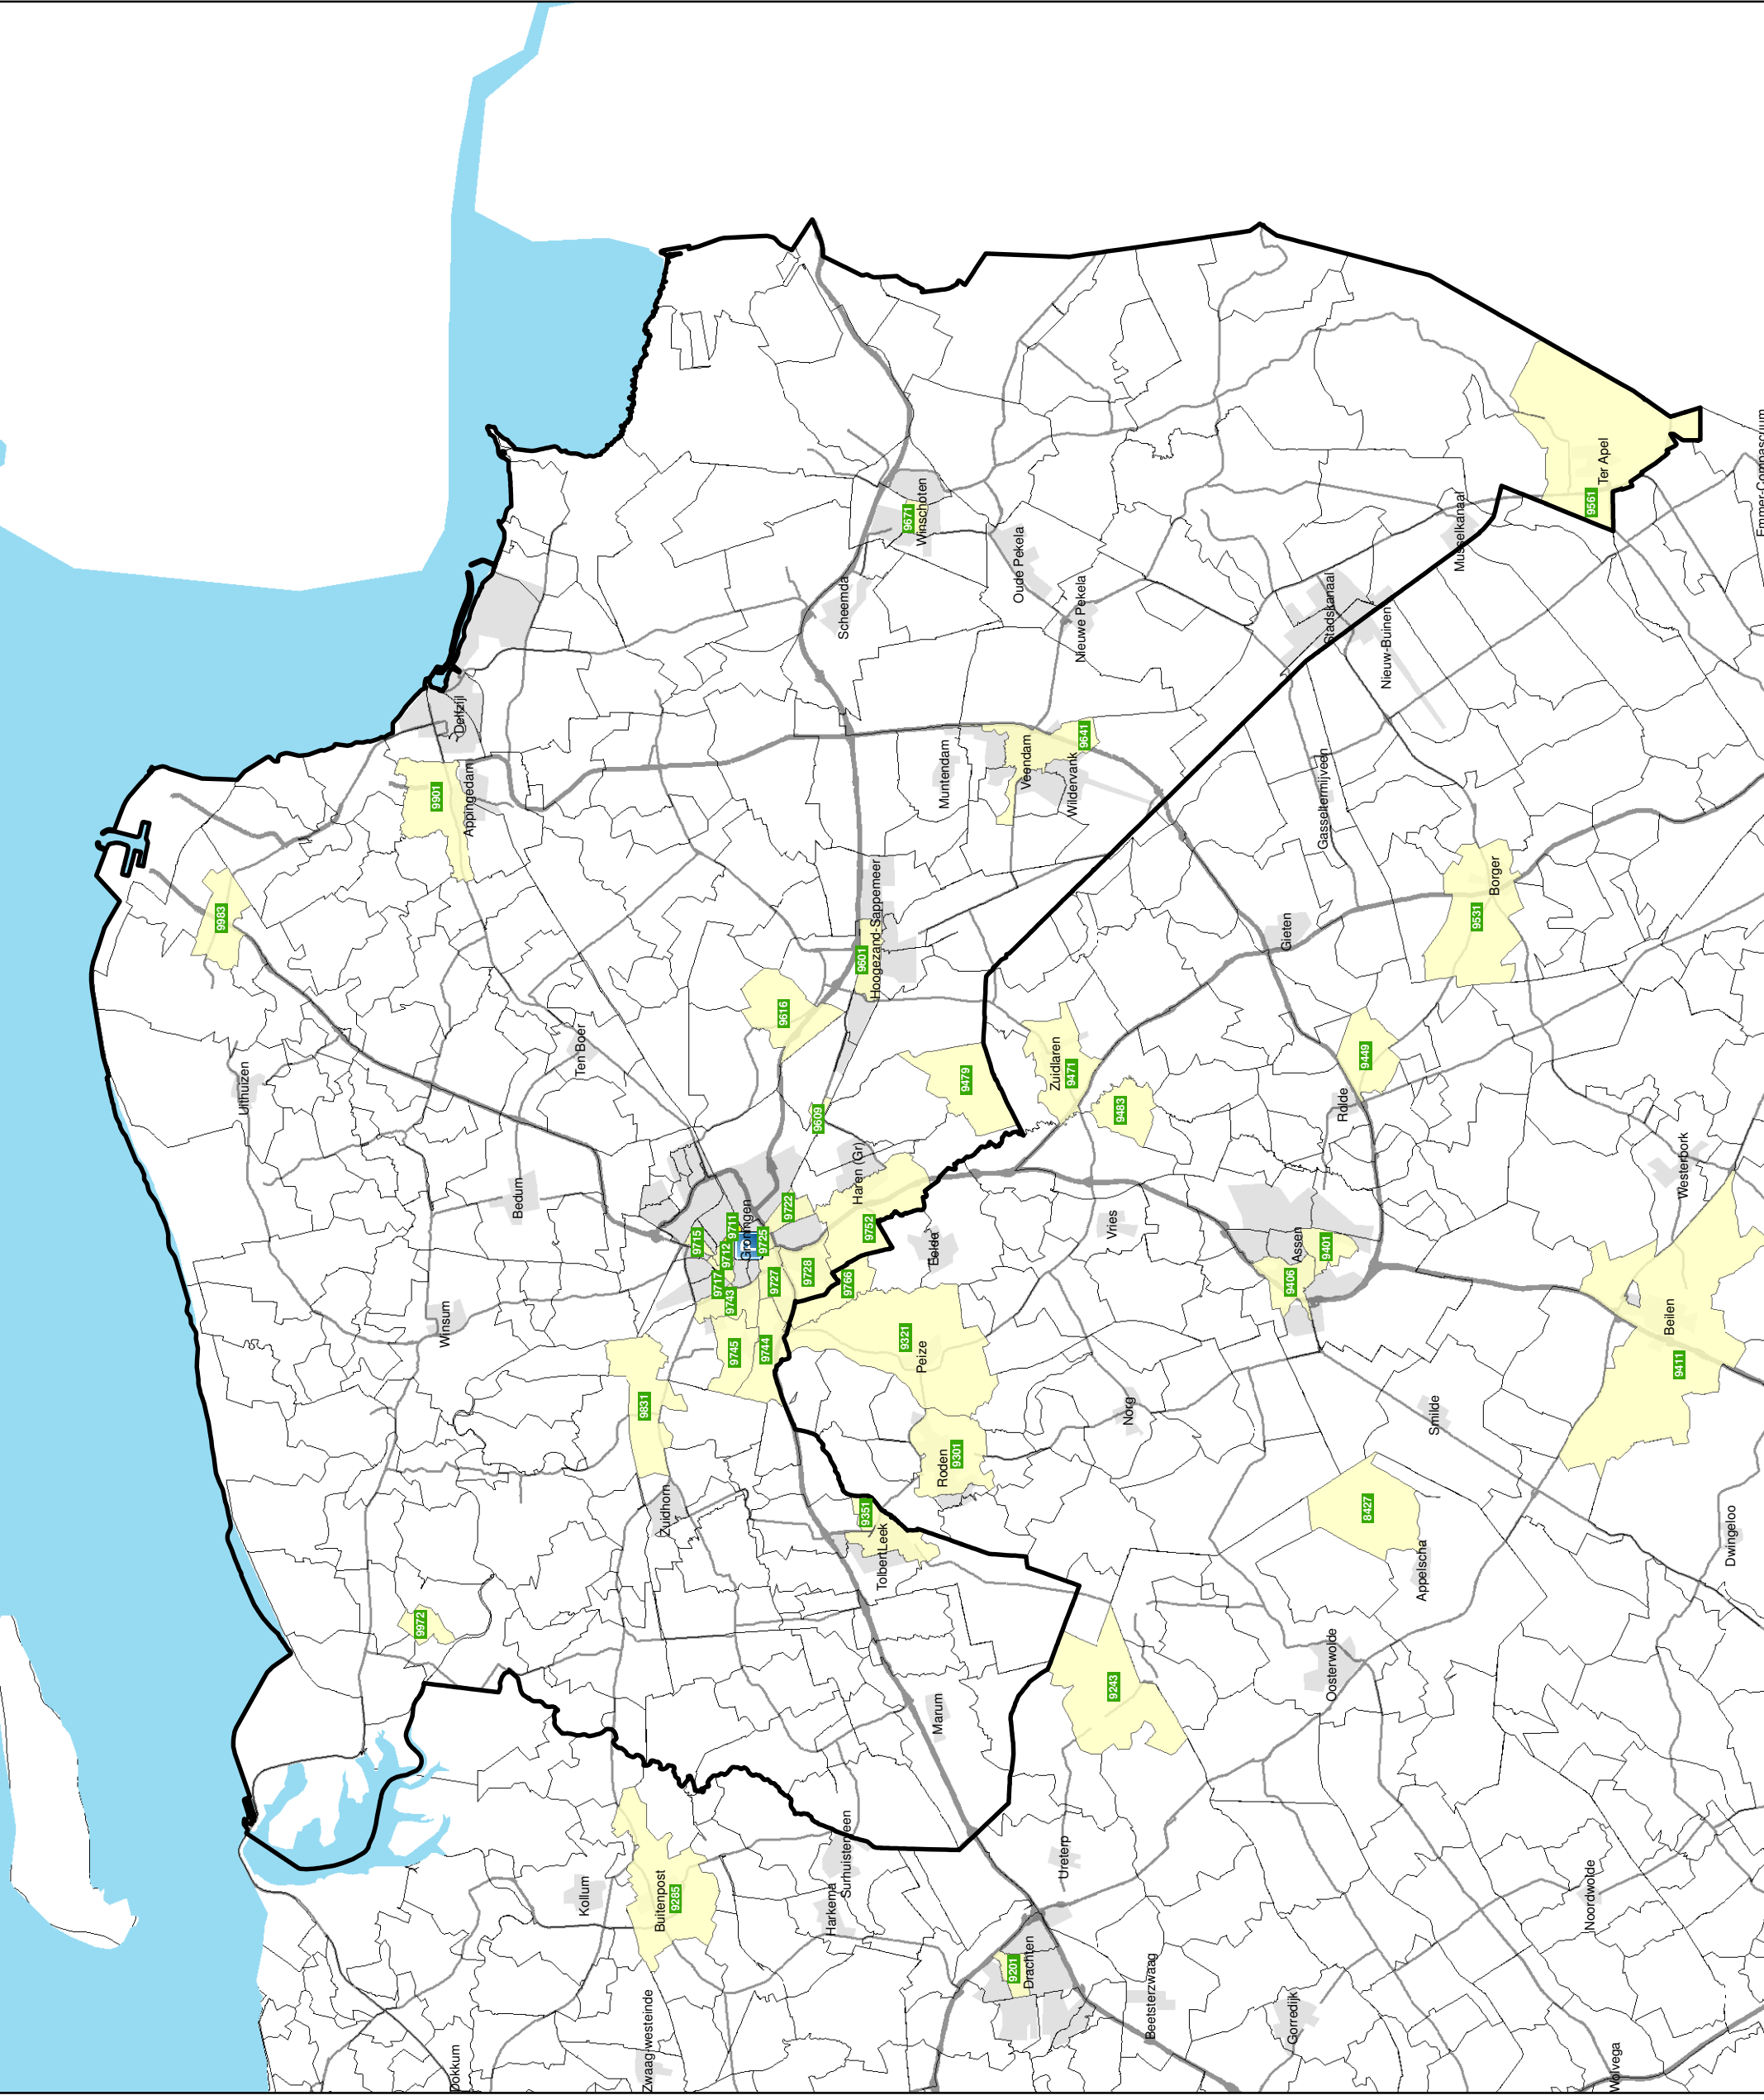 9983
Uithuizen
9972
9901
Winsum
Dokkum
Delfzijl
Appingedam
Bedum
Ten Boer
Kollum
9831
Zwaag-westeinde
Buitenpost
Zuidhorn
9285
9715
9717
9712
9743
9711
9745
Groningen
9744
9725
9727
9616
9722
9728
9609
Harkema
Surhuisterveen
9766
Scheemda
Haren (Gr)
9601
9351
9752
Hoogezand-Sappemeer
Tolbert
Leek
9321
9671
Peize
Winschoten
Eelde
Marum
Roden
Muntendam
9301
9479
9201
Oude Pekela
Drachten
Veendam
Zuidlaren
Ureterp
9471
Wildervank
Nieuwe Pekela
9641
Vries
9243
9483
Norg
Beetsterzwaag
Gieten
9406
Gorredijk
Assen
Gasselternijveen
9401
Oosterwolde
Stadskanaal
Rolde
9449
8427
Nieuw-Buinen
Appelscha
Smilde
Musselkanaal
9531
Borger
Noordwolde
9561
Ter Apel
Wolvega
Beilen
9411
Westerbork
Dwingeloo
Emmer-Compascuum